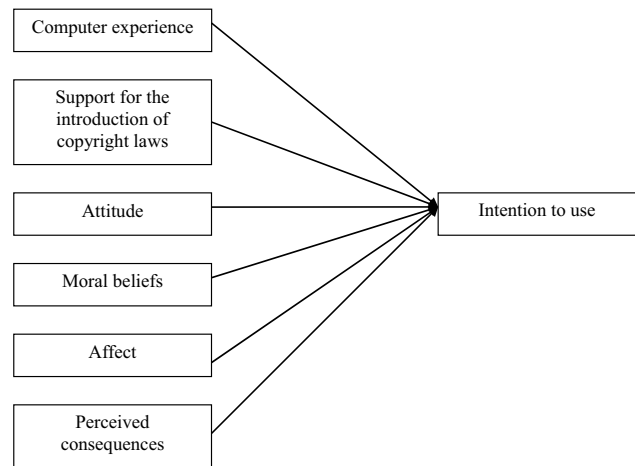 Computer experience
Support for the
introduction of
copyright laws
Attitude
Intention to use
Moral beliefs
Affect
Perceived
consequences